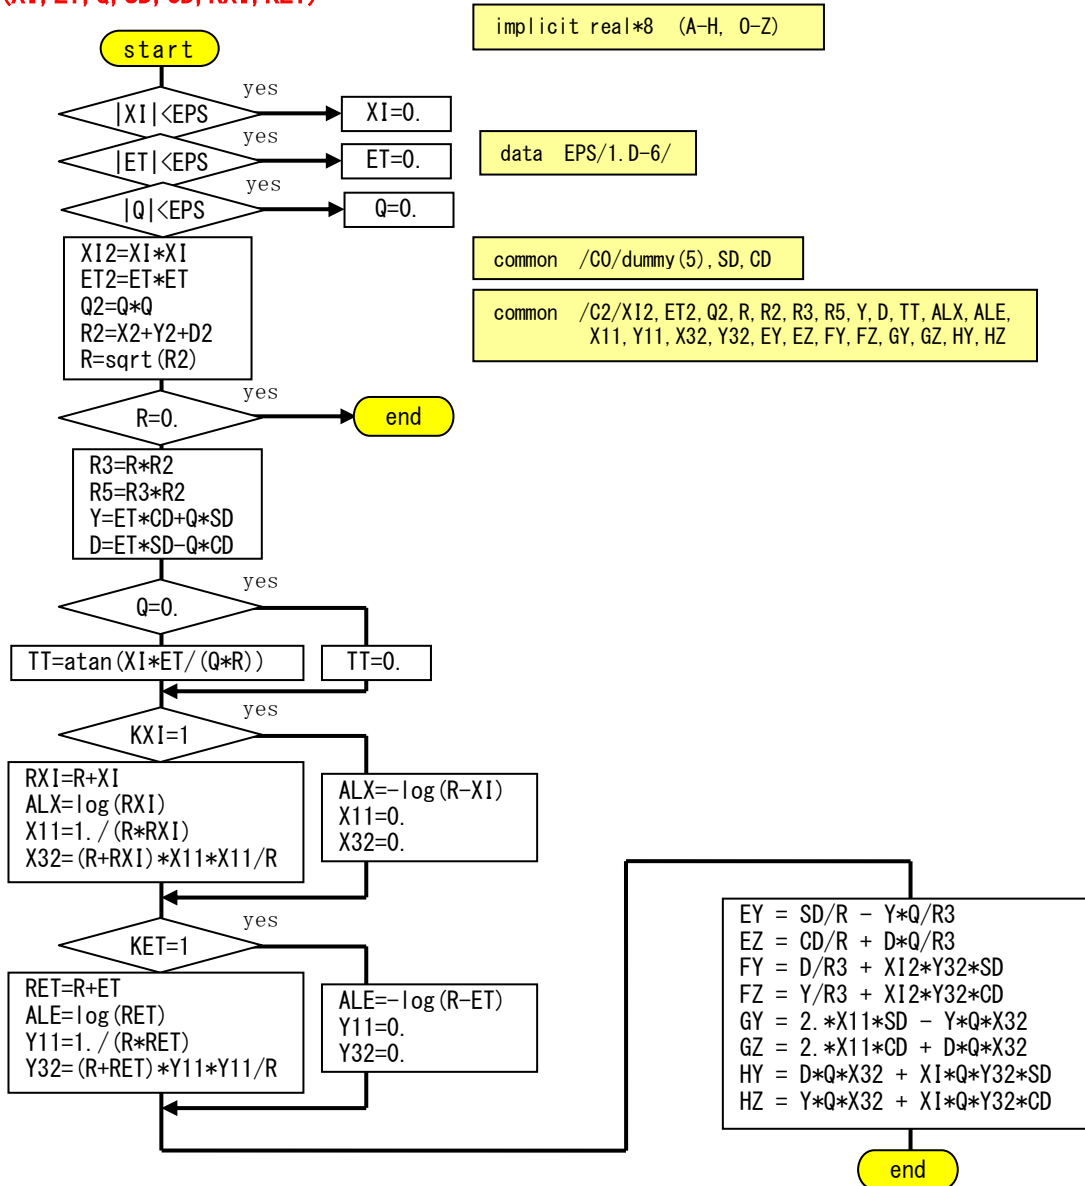 implicit real*8 (A-H, O-Z)
start
yes
|XI|<EPS
XI=0.
yes
|ET|<EPS
ET=0.
data EPS/1.D-6/
yes
|Q|<EPS
Q=0.
XI2=XI*XI
ET2=ET*ET
Q2=Q*Q
R2=X2+Y2+D2
R=sqrt(R2)
common /C0/dummy(5),SD,CD
common /C2/XI2,ET2,Q2,R,R2,R3,R5,Y,D,TT,ALX,ALE,
X11,Y11,X32,Y32,EY,EZ,FY,FZ,GY,GZ,HY,HZ
yes
R=0.
end
R3=R*R2
R5=R3*R2
Y=ET*CD+Q*SD
D=ET*SD-Q*CD
yes
Q=0.
TT=atan(XI*ET/(Q*R))
TT=0.
yes
KXI=1
RXI=R+XI
ALX=log(RXI)
X11=1./(R*RXI)
X32=(R+RXI)*X11*X11/R
ALX=-log(R-XI)
X11=0.
X32=0.
yes
KET=1
RET=R+ET
ALE=log(RET)
Y11=1./(R*RET)
Y32=(R+RET)*Y11*Y11/R
ALE=-log(R-ET)
Y11=0.
Y32=0.
EY = SD/R - Y*Q/R3
EZ = CD/R + D*Q/R3
FY = D/R3 + XI2*Y32*SD
FZ = Y/R3 + XI2*Y32*CD
GY = 2.*X11*SD - Y*Q*X32
GZ = 2.*X11*CD + D*Q*X32
HY = D*Q*X32 + XI*Q*Y32*SD
HZ = Y*Q*X32 + XI*Q*Y32*CD
end